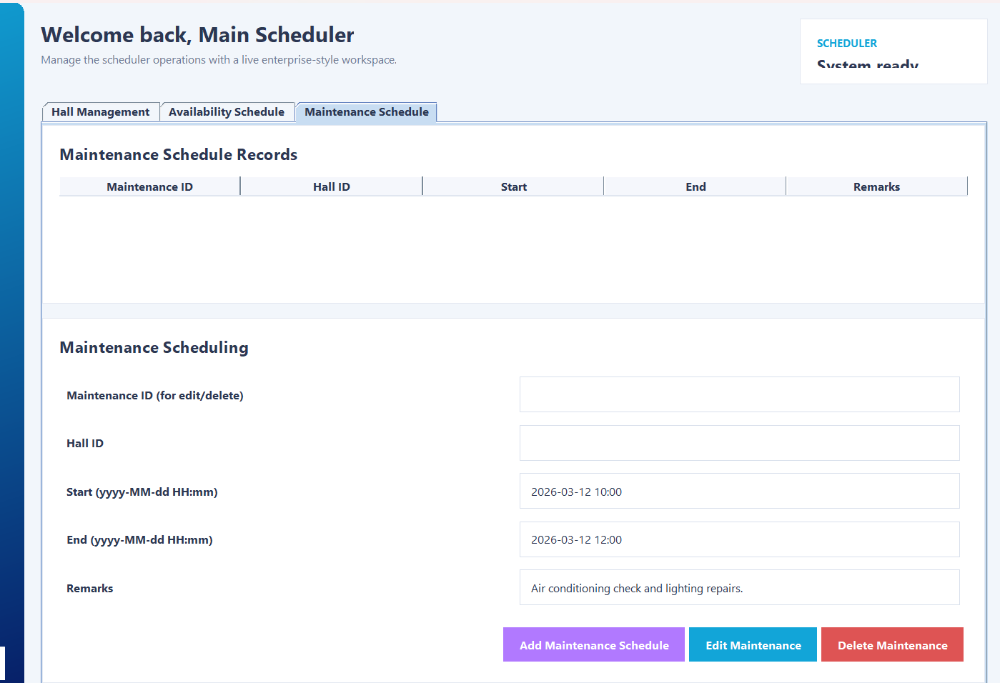 Welcome back, Main Scheduler
Manage the scheduler operations with a live enterprise-style workspace.
SCHEDULER
System ready
Hall Management
Availability Schedule
Maintenance Schedule
Maintenance Schedule Records
Maintenance ID
Hall ID
Start
End
Remarks
Maintenance Scheduling
Maintenance ID (for edit/delete)
Hall ID
Start (yyyy-MM-dd HH:mm)
2026-03-12 10:00
End (yyyy-MM-dd HH:mm)
2026-03-12 12:00
Remarks
Air conditioning check and lighting repairs.
Add Maintenance Schedule
Edit Maintenance
Delete Maintenance